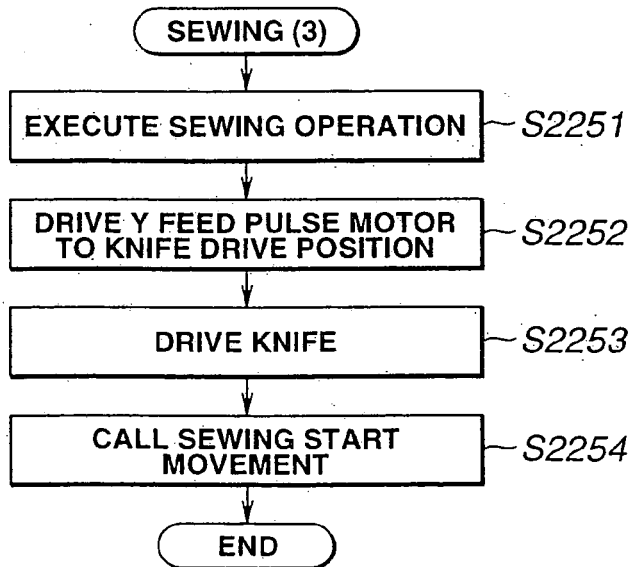 SEWING (3)
EXECUTE SEWING OPERATION
S2251
DRIVE Y FEED PULSE MOTOR
TO KNIFE DRIVE POSITION
S2252
DRIVE KNIFE
S2253
CALL SEWING START
MOVEMENT
S2254
END